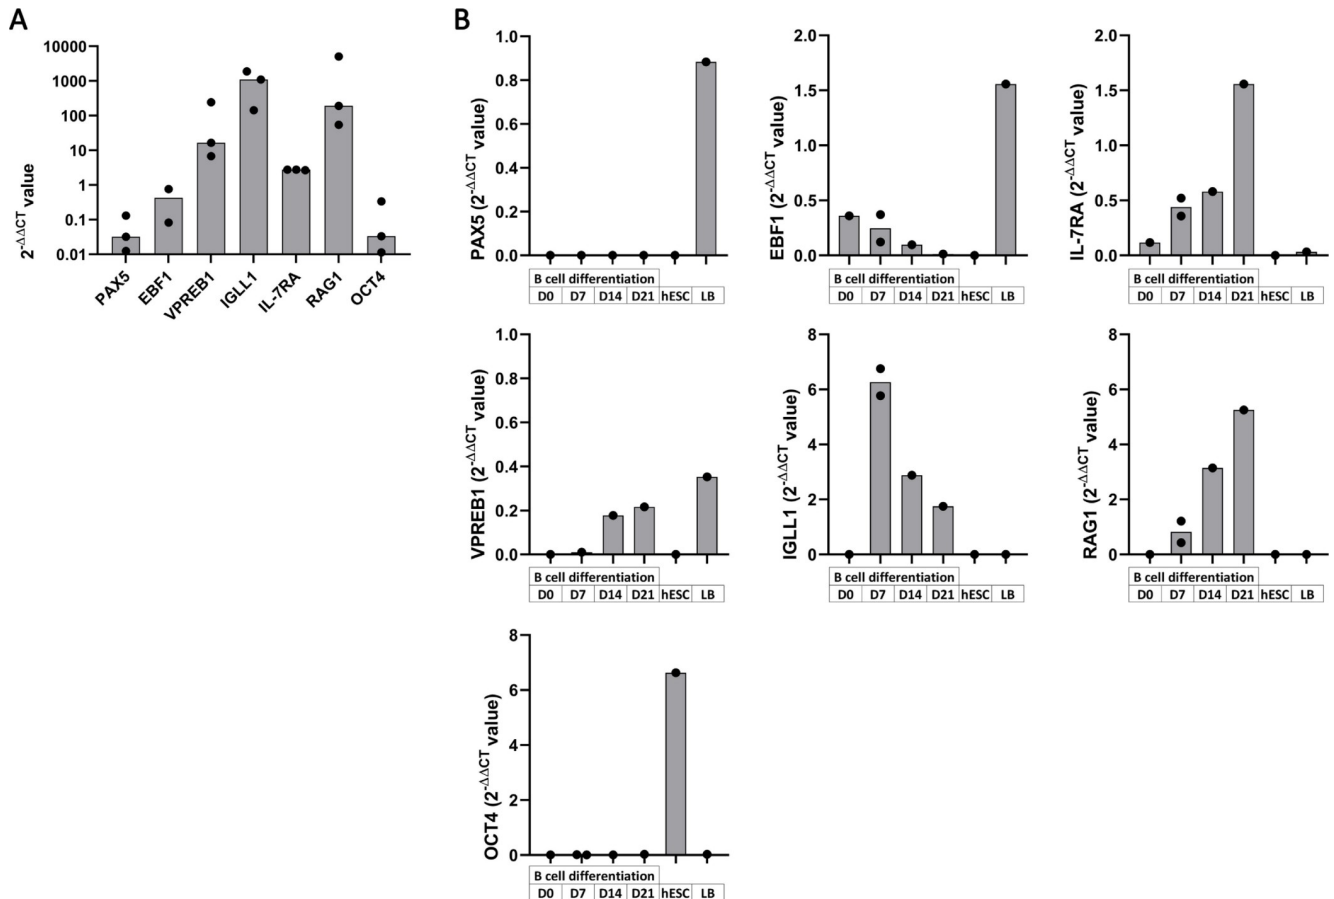 A
10000
1000
100
10
1
0.1
0.01
2-ΔΔCT value
PAX5
EBF1
VPREB1
IGLL1
IL-7RA
RAG1
OCT4
B
1.0
0.8
0.6
0.4
0.2
0.0
PAX5 (2-ΔΔCT value)
B cell differentiation
D0 D7 D14 D21 hESC LB
2.0
1.5
1.0
0.5
0.0
EBF1 (2-ΔΔCT value)
B cell differentiation
D0 D7 D14 D21 hESC LB
2.0
1.5
1.0
0.5
0.0
IL-7RA (2-ΔΔCT value)
B cell differentiation
D0 D7 D14 D21 hESC LB
1.0
0.8
0.6
0.4
0.2
0.0
VPREB1 (2-ΔΔCT value)
B cell differentiation
D0 D7 D14 D21 hESC LB
8
6
4
2
0
IGLL1 (2-ΔΔCT value)
B cell differentiation
D0 D7 D14 D21 hESC LB
8
6
4
2
0
RAG1 (2-ΔΔCT value)
B cell differentiation
D0 D7 D14 D21 hESC LB
8
6
4
2
0
OCT4 (2-ΔΔCT value)
B cell differentiation
D0 D7 D14 D21 hESC LB